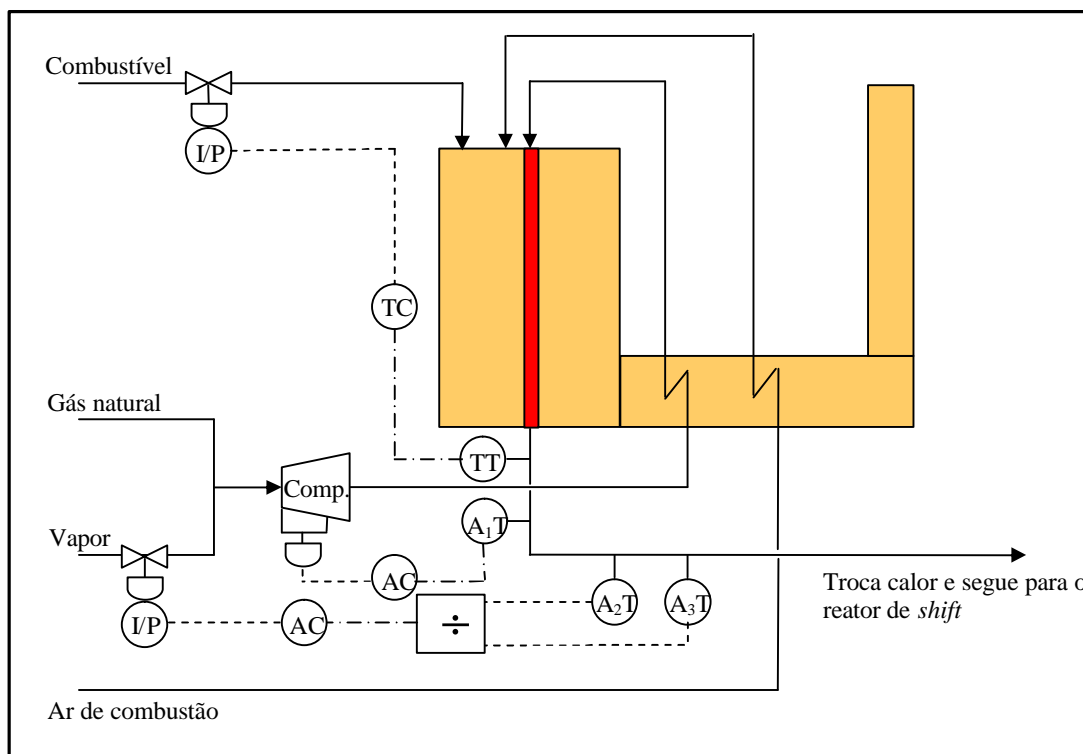 Combustível
I/P
TC
Gás natural
TT
Comp.
A₁T
Vapor
AC
A₂T
A₃T
Troca calor e segue para o
reator de shift
I/P
AC
÷
Ar de combustão